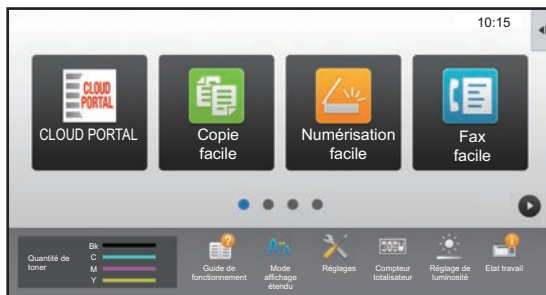 10:15
CLOUD
PORTAL
CLOUD PORTAL
Copie
facile
Numérisation
facile
Fax
facile
Quantité de
toner
Bk
C
M
Y
Guide de
fonctionnement
Mode
affichage
étendu
Réglages
Compteur
totalisateur
Réglage de
luminosité
Etat travail